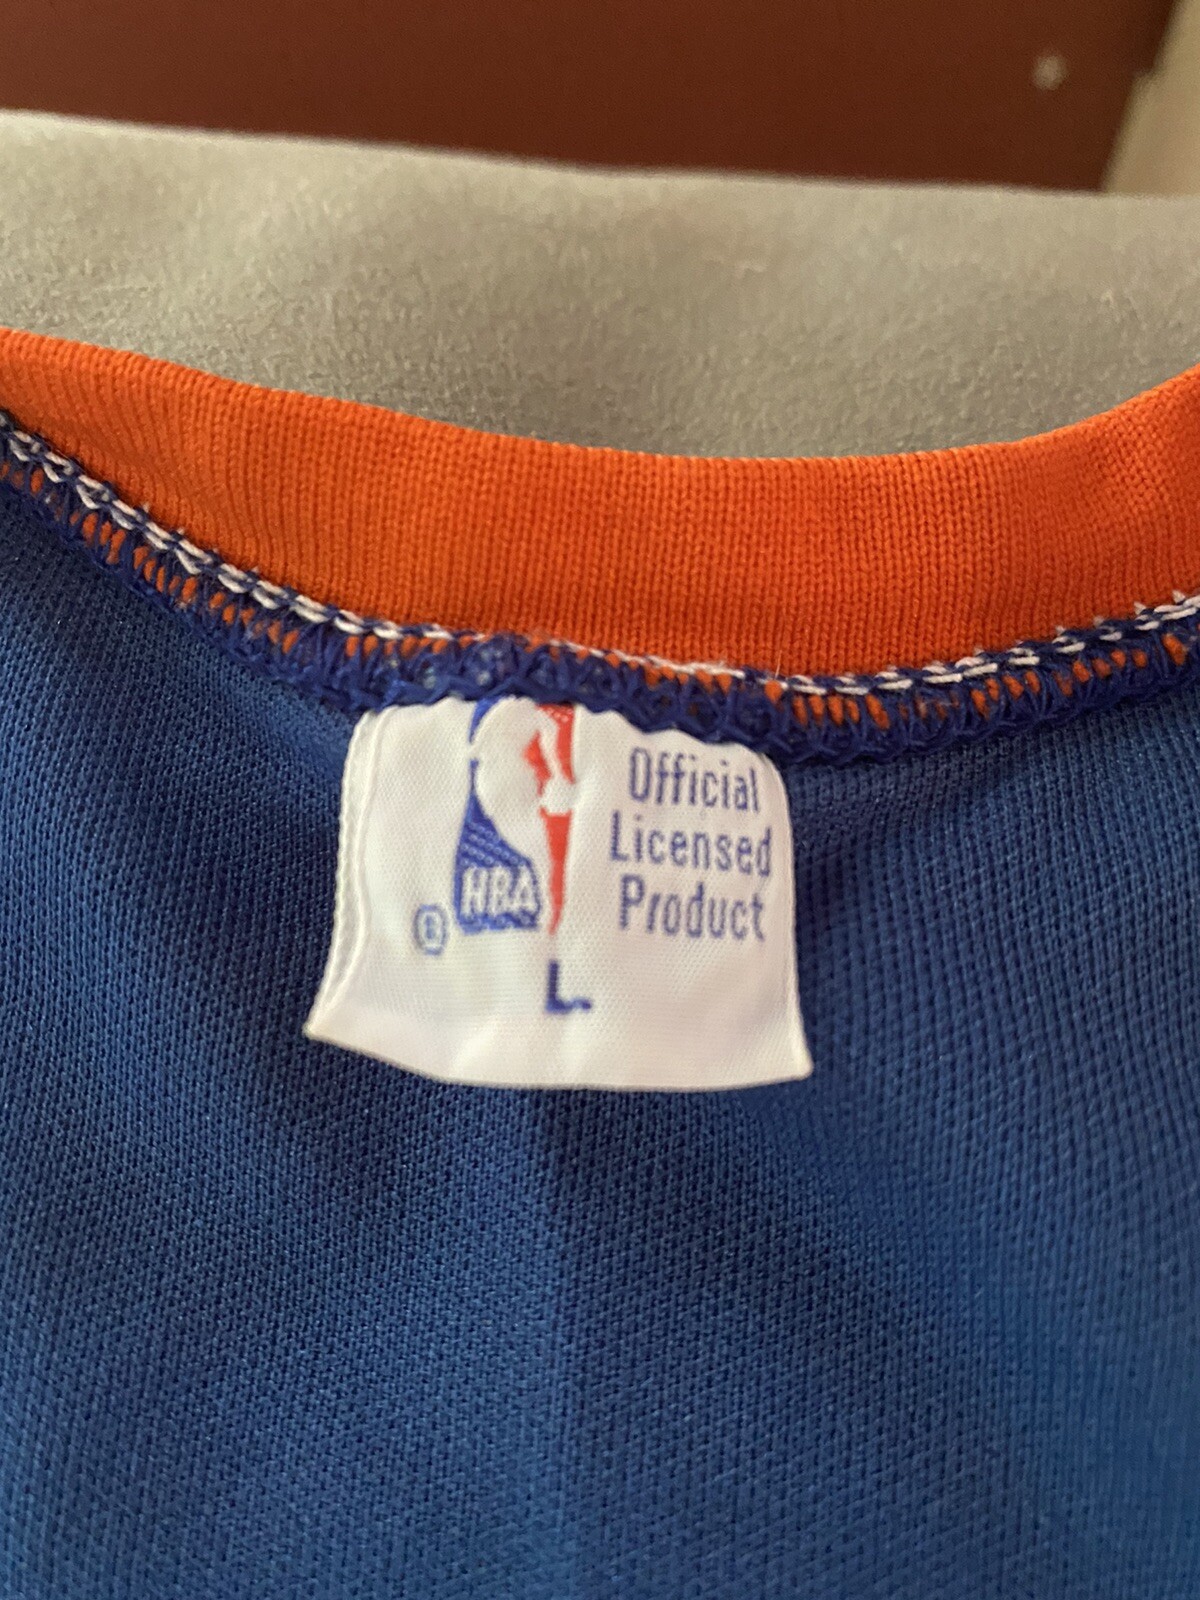 Official
Licensed
Product
NBA
®
L.